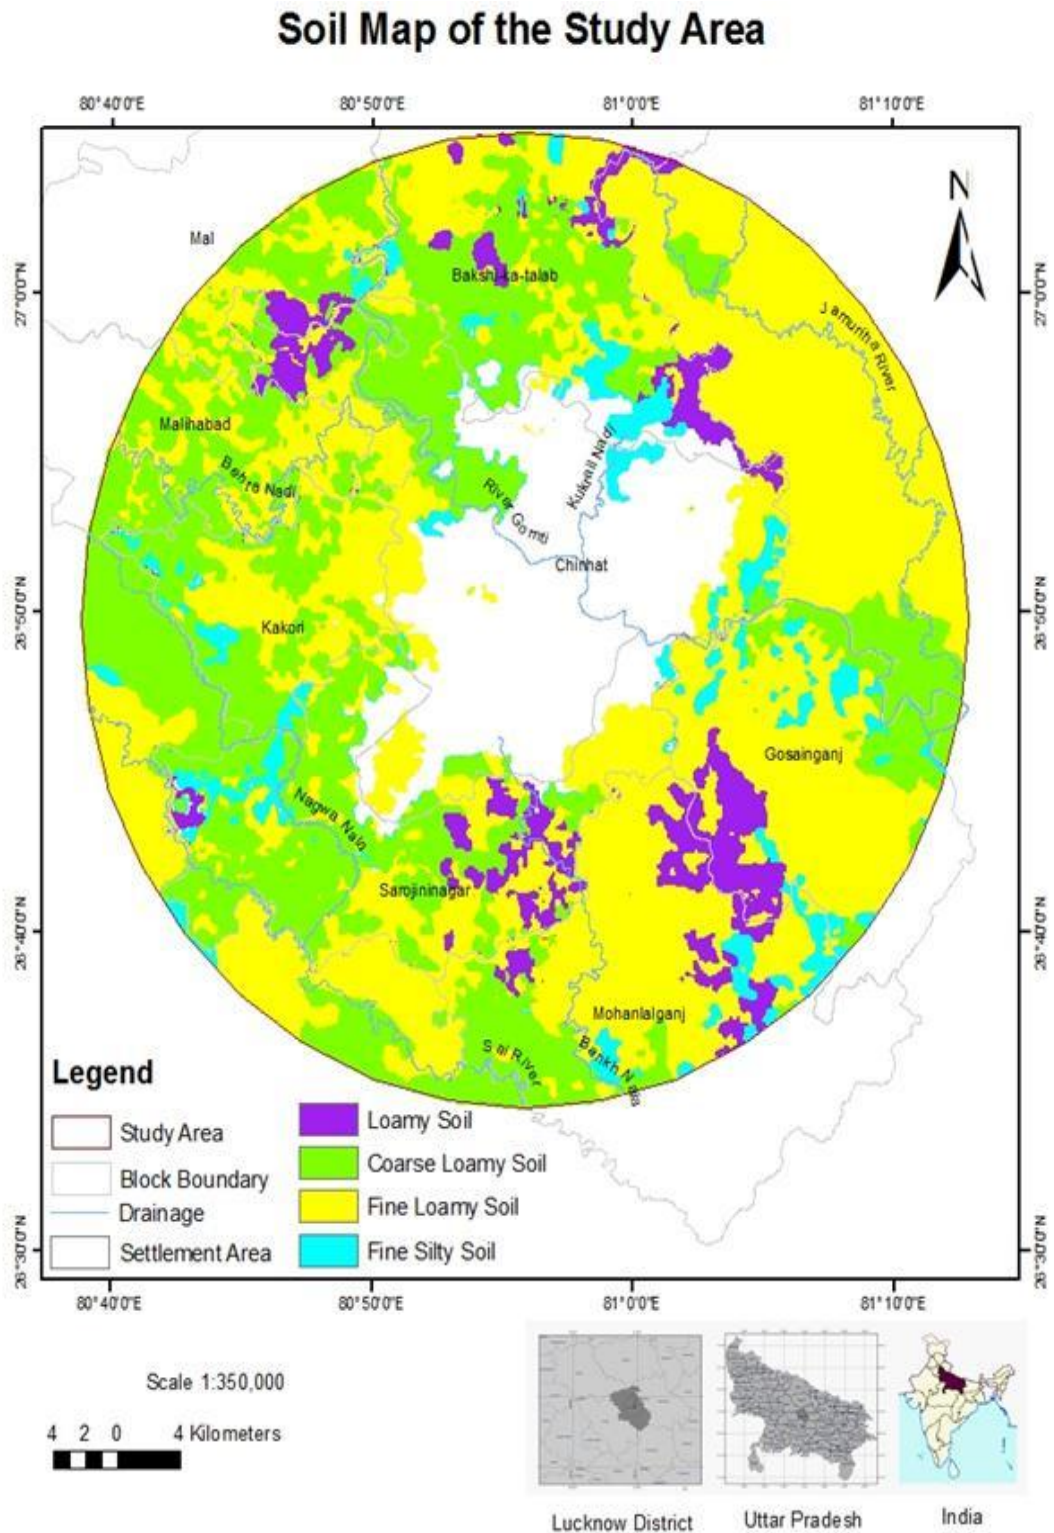 Soil Map of the Study Area
80°40'0"E 80°50'0"E 81°0'0"E 81°10'0"E
N
Mal
Bakshi-ka-talab
27°0'0"N 27°0'0"N
Jamuriha River
Malihabad
Behra Nadi
River Gomti
Kukrail Nadi
Chinhat
26°50'0"N 26°50'0"N
Kakori
Gosainganj
Nagwa Nala
Sarojininagar
26°40'0"N 26°40'0"N
Mohanlalganj
Sai River
Bankh Nala
Legend
Study Area
Block Boundary
Drainage
Settlement Area
Loamy Soil
Coarse Loamy Soil
Fine Loamy Soil
Fine Silty Soil
26°30'0"N 26°30'0"N
80°40'0"E 80°50'0"E 81°0'0"E 81°10'0"E
Scale 1:350,000
4 2 0 4 Kilometers
Lucknow District Uttar Pradesh India